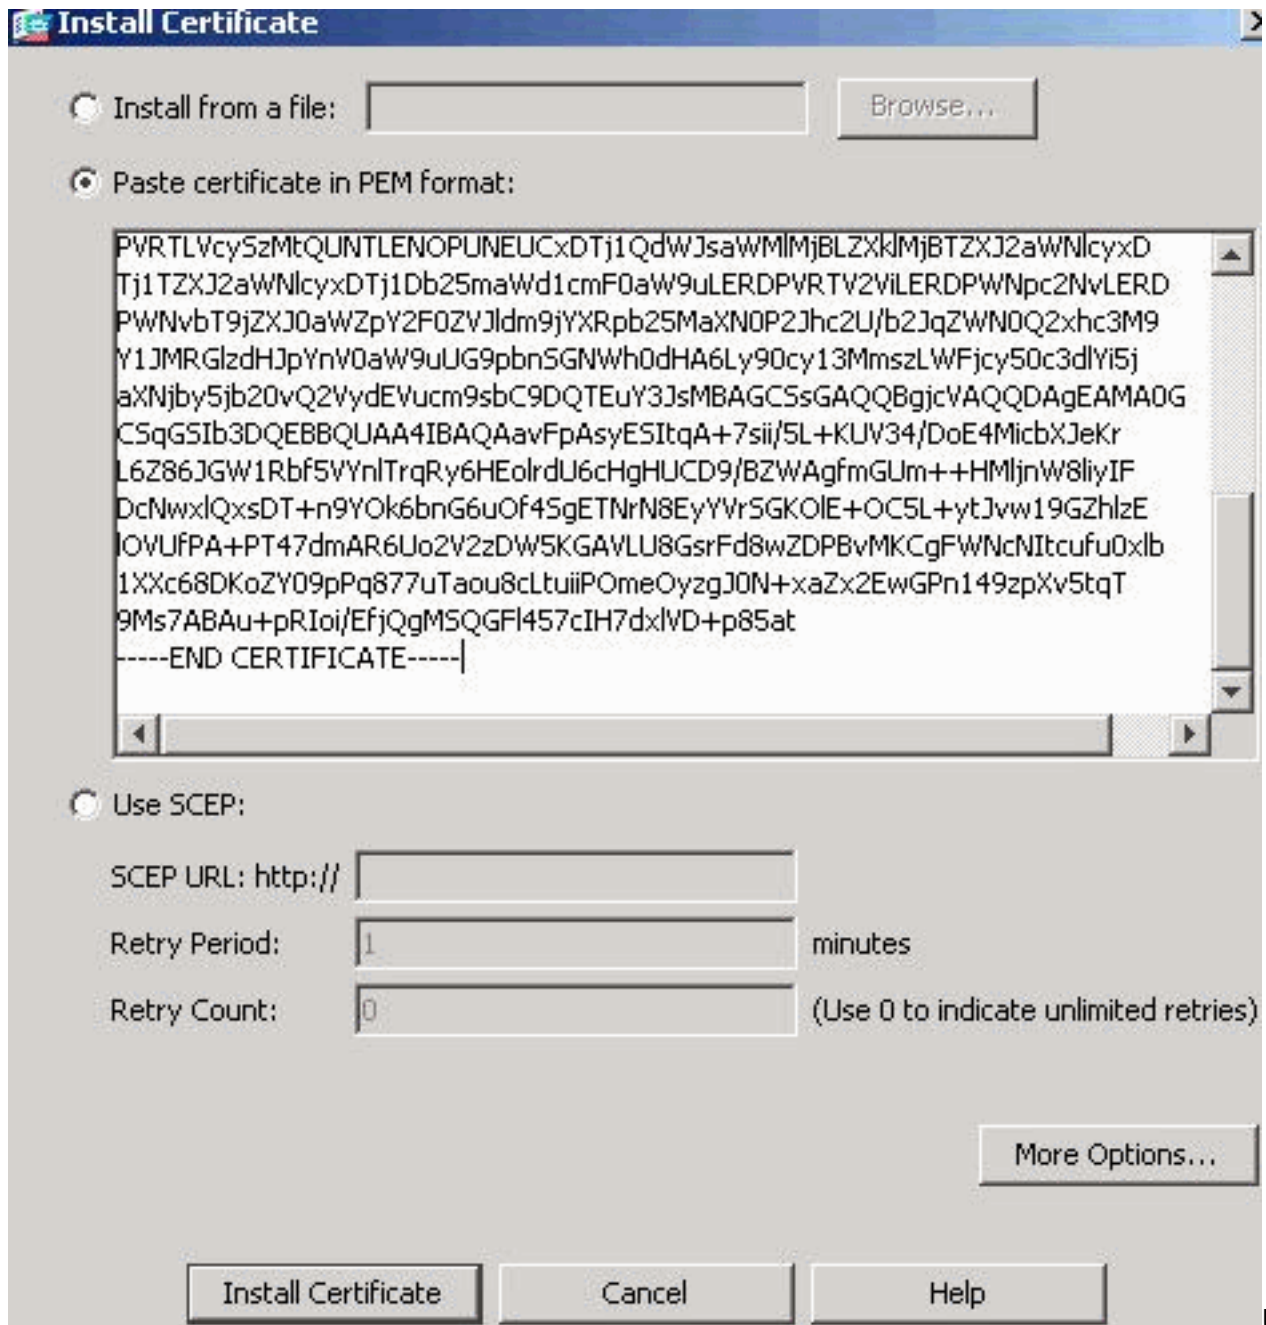 Install Certificate
Install from a file:
Browse...
Paste certificate in PEM format:
PVRTLVcySzMtQUNTLENOPUNEUCxDTj1QdWJsaWMlMjBLZXklMjBTZXJ2aWNlcyxD
Tj1TZXJ2aWNlcyxDTj1Db25maWd1cmF0aW9uLERDPVRTV2ViLERDPWNpc2NvLERD
PWNvbT9jZXJ0aWZpY2F0ZVJldm9jYXRpb25MaXN0P2Jhc2U/b2JqZWN0Q2xhc3M9
Y1JMRGlzdHJpYnV0aW9uUG9pbnSGNWh0dHA6Ly90cy13MmszLWFjcy50c3dlYi5j
aXNjby5jb20vQ2VydEVucm9sbC9DQTEuY3JsMBAGCSsGAQQBgjcVAQQDAgEAMA0G
CSqGSIb3DQEBBQUAA4IBAQAavFpAsyESItqA+7sii/5L+KUV34/DoE4MicbXJeKr
L6Z86JGW1Rbf5VYnlTrqRy6HEolrdU6cHgHUCD9/BZWAgfmGUm++HMljnW8liyIF
DcNwxlQxsDT+n9YOk6bnG6uOf4SgETNrN8EyYVrSGKOlE+OC5L+ytJvw19GZhlzE
lOVUfPA+PT47dmAR6Uo2V2zDW5KGAVLU8GsrFd8wZDPBvMKCgFWNcNItcufu0xlb
1XXc68DKoZY09pPq877uTaou8cLtuiiPOmeOyzgJ0N+xaZx2EwGPn149zpXv5tqT
9Ms7ABAu+pRIoi/EfjQgMSQGFl457cIH7dxlVD+p85at
-----END CERTIFICATE-----
Use SCEP:
SCEP URL: http://
Retry Period: 1 minutes
Retry Count: 0 (Use 0 to indicate unlimited retries)
More Options...
Install Certificate Cancel Help